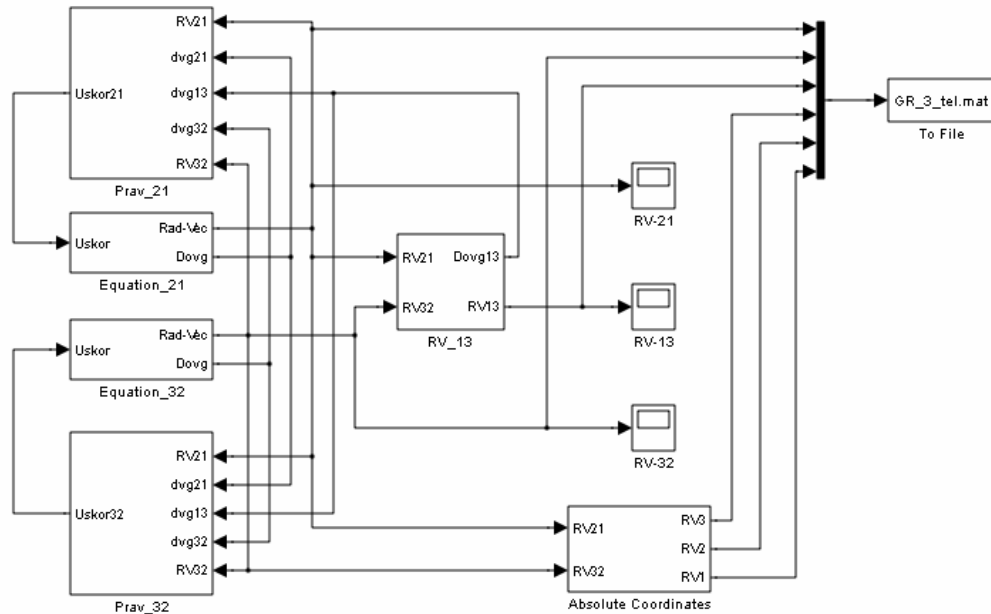 RV21
dvg21
Uskor21
dvg13
dvg32
RV32
Prav_21
Uskor
Rad-Vec
Dovg
Equation_21
Uskor
Rad-Vec
Dovg
Equation_32
RV21
dvg21
Uskor32
dvg13
dvg32
RV32
Prav_32
RV21
Dovg13
RV32
RV13
RV_13
RV-21
RV-13
RV-32
RV21
RV3
RV2
RV32
RV1
Absolute Coordinates
GR_3_tel.mat
To File